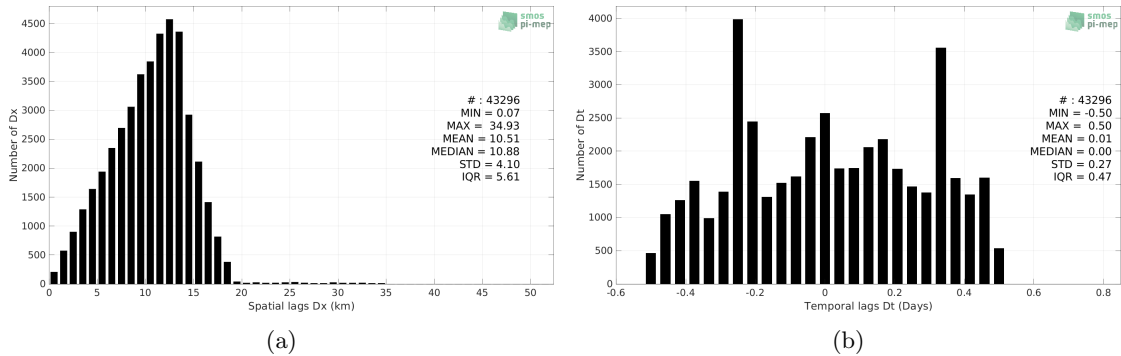 4500
4000
3500
3000
2500
2000
1500
1000
500
0
Number of Dx
smos
pi-mep
# : 43296
MIN = 0.07
MAX = 34.93
MEAN = 10.51
MEDIAN = 10.88
STD = 4.10
IQR = 5.61
0 5 10 15 20 25 30 35 40 45 50
Spatial lags Dx (km)
(a)
4000
3500
3000
2500
2000
1500
1000
500
0
Number of Dt
smos
pi-mep
# : 43296
MIN = -0.50
MAX = 0.50
MEAN = 0.01
MEDIAN = 0.00
STD = 0.27
IQR = 0.47
-0.6 -0.4 -0.2 0 0.2 0.4 0.6 0.8
Temporal lags Dt (Days)
(b)